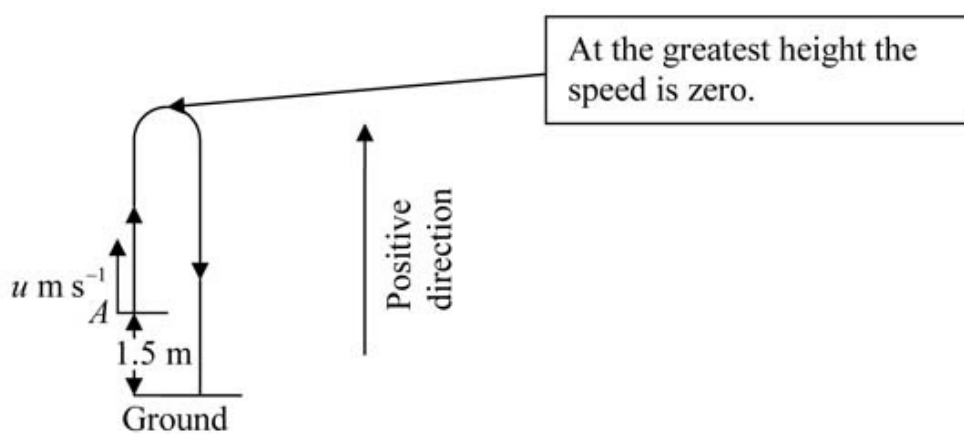 At the greatest height the
speed is zero.
Positive
direction
u m s⁻¹
A
1.5 m
Ground